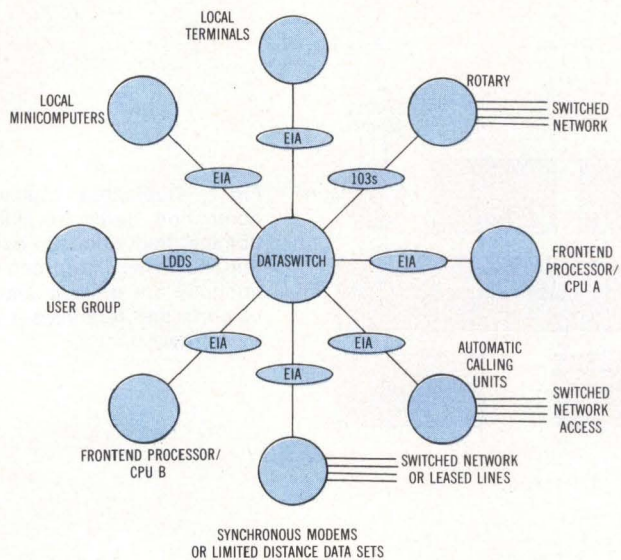 LOCAL
TERMINALS
LOCAL
MINICOMPUTERS
ROTARY
SWITCHED
NETWORK
EIA
EIA
103s
USER GROUP
LDDS
DATASWITCH
EIA
FRONTEND
PROCESSOR/
CPU A
EIA
EIA
EIA
AUTOMATIC
CALLING
UNITS
SWITCHED
NETWORK
ACCESS
FRONTEND PROCESSOR/
CPU B
SWITCHED NETWORK
OR LEASED LINES
SYNCHRONOUS MODEMS
OR LIMITED DISTANCE DATA SETS